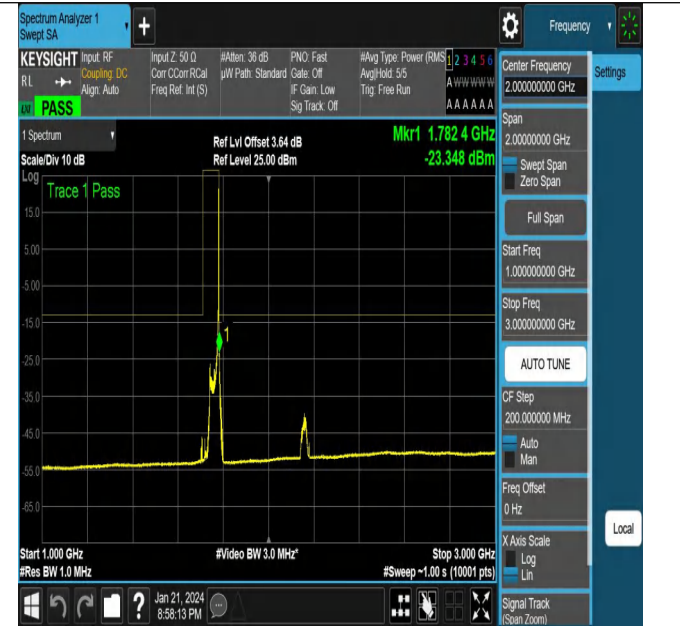 Spectrum Analyzer 1
Swept SA
Frequency
KEYSIGHT
RL
LXI PASS
Input: RF
Coupling: DC
Align: Auto
Input Z: 50 Ω
Corr CCorr RCal
Freq Ref: Int (S)
#Atten: 36 dB
µW Path: Standard
PNO: Fast
Gate: Off
IF Gain: Low
Sig Track: Off
#Avg Type: Power (RMS
Avg|Hold: 5/5
Trig: Free Run
1 2 3 4 5 6
A W W W W W
A A A A A A
1 Spectrum
Scale/Div 10 dB
Ref Lvl Offset 3.64 dB
Ref Level 25.00 dBm
Mkr1 1.782 4 GHz
-23.348 dBm
Log
Trace 1 Pass
15.0
5.00
-5.00
-15.0
1
-25.0
-35.0
-45.0
-55.0
-65.0
Start 1.000 GHz
#Res BW 1.0 MHz
#Video BW 3.0 MHz*
Stop 3.000 GHz
#Sweep ~1.00 s (10001 pts)
Jan 21, 2024
8:58:13 PM
?
Center Frequency
2.000000000 GHz
Settings
Span
2.00000000 GHz
Swept Span
Zero Span
Full Span
Start Freq
1.000000000 GHz
Stop Freq
3.000000000 GHz
AUTO TUNE
CF Step
200.000000 MHz
Auto
Man
Freq Offset
0 Hz
X Axis Scale
Log
Lin
Local
Signal Track
(Span Zoom)